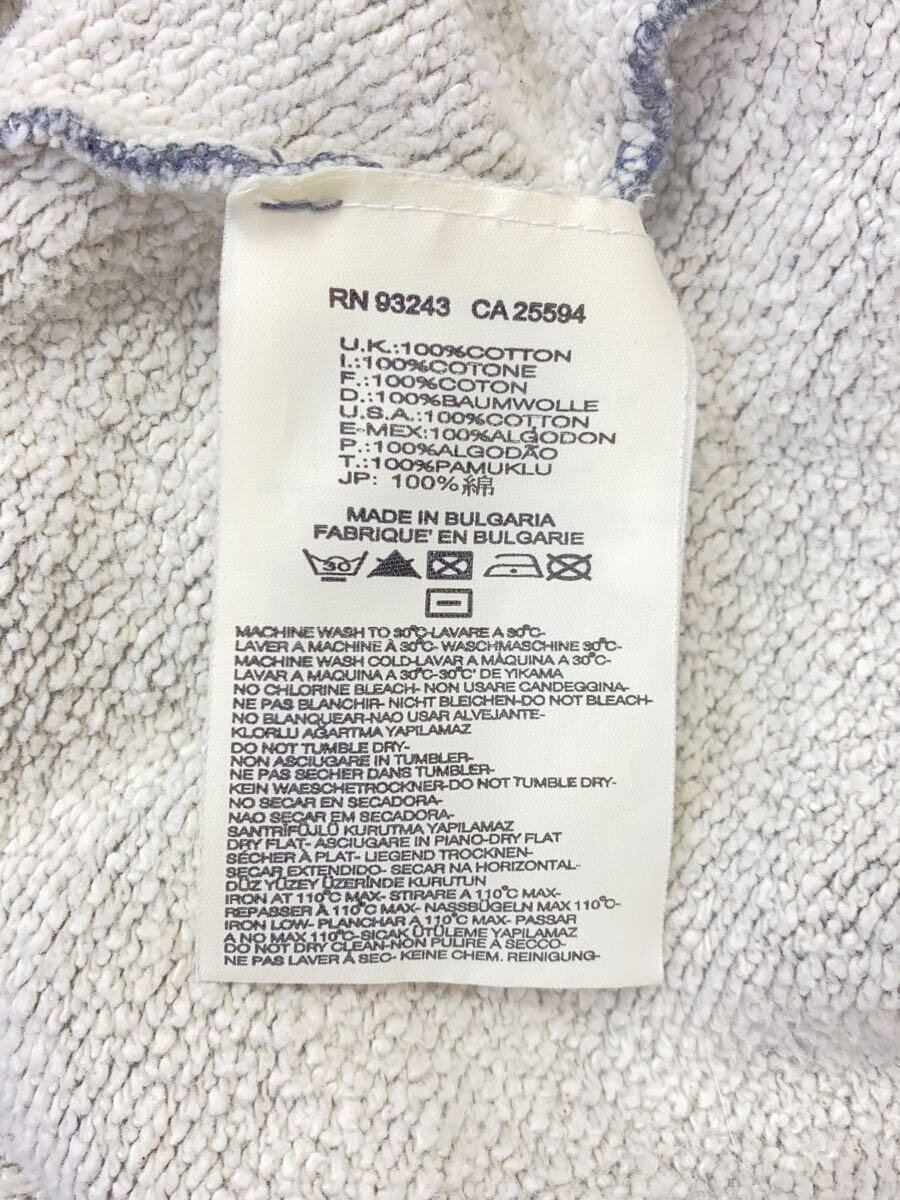 RN 93243 CA 25594
U.K.:100%COTTON
I.:100%COTONE
F.:100%COTON
D.:100%BAUMWOLLE
U.S.A.:100%COTTON
E-MEX:100%ALGODON
P.:100%ALGODÃO
T.:100%PAMUKLU
JP: 100%綿
MADE IN BULGARIA
FABRIQUE' EN BULGARIE
30
MACHINE WASH TO 30°C-LAVARE A 30°C-
LAVER A MACHINE À 30°C- WASCHMASCHINE 30°C-
MACHINE WASH COLD-LAVAR A MÁQUINA A 30°C-
LAVAR A MAQUINA A 30°C-30°C' DE YIKAMA
NO CHLORINE BLEACH- NON USARE CANDEGGINA-
NE PAS BLANCHIR- NICHT BLEICHEN-DO NOT BLEACH-
NO BLANQUEAR-NAO USAR ALVEJANTE-
KLORLU AĞARTMA YAPILAMAZ
DO NOT TUMBLE DRY-
NON ASCIUGARE IN TUMBLER-
NE PAS SECHER DANS TUMBLER-
KEIN WAESCHETROCKNER-DO NOT TUMBLE DRY-
NO SECAR EN SECADORA-
NAO SECAR EM SECADORA-
SANTRİFÜJLÜ KURUTMA YAPILAMAZ
DRY FLAT- ASCIUGARE IN PIANO-DRY FLAT
SÉCHER À PLAT- LIEGEND TROCKNEN-
SECAR EXTENDIDO- SECAR NA HORIZONTAL-
DÜZ YÜZEY ÜZERİNDE KURUTUN
IRON AT 110°C MAX- STIRARE A 110°C MAX-
REPASSER À 110°C MAX- NASSBÜGELN MAX 110°C-
IRON LOW- PLANCHAR A 110°C MAX- PASSAR
A NO MAX 110°C-SICAK ÜTÜLEME YAPILAMAZ
DO NOT DRY CLEAN-NON PULIRE A SECCO-
NE PAS LAVER À SEC- KEINE CHEM. REINIGUNG-